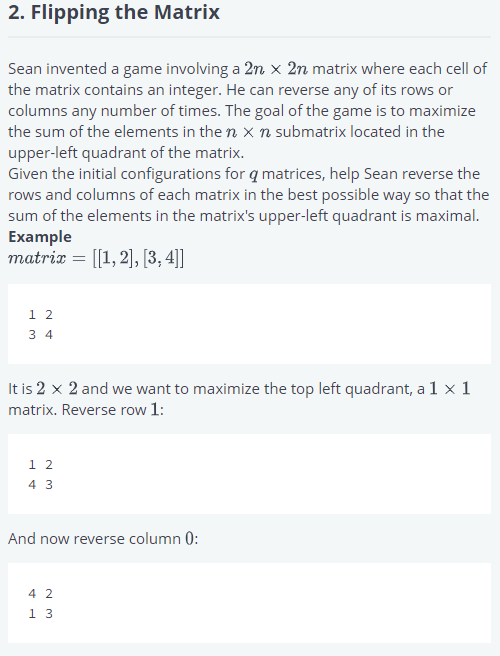 2. Flipping the Matrix
Sean invented a game involving a 2n × 2n matrix where each cell of
the matrix contains an integer. He can reverse any of its rows or
columns any number of times. The goal of the game is to maximize
the sum of the elements in the n × n submatrix located in the
upper-left quadrant of the matrix.
Given the initial configurations for q matrices, help Sean reverse the
rows and columns of each matrix in the best possible way so that the
sum of the elements in the matrix's upper-left quadrant is maximal.
Example
matrix = [[1, 2], [3, 4]]
1 2
3 4
It is 2 × 2 and we want to maximize the top left quadrant, a 1 × 1
matrix. Reverse row 1:
1 2
4 3
And now reverse column 0:
4 2
1 3